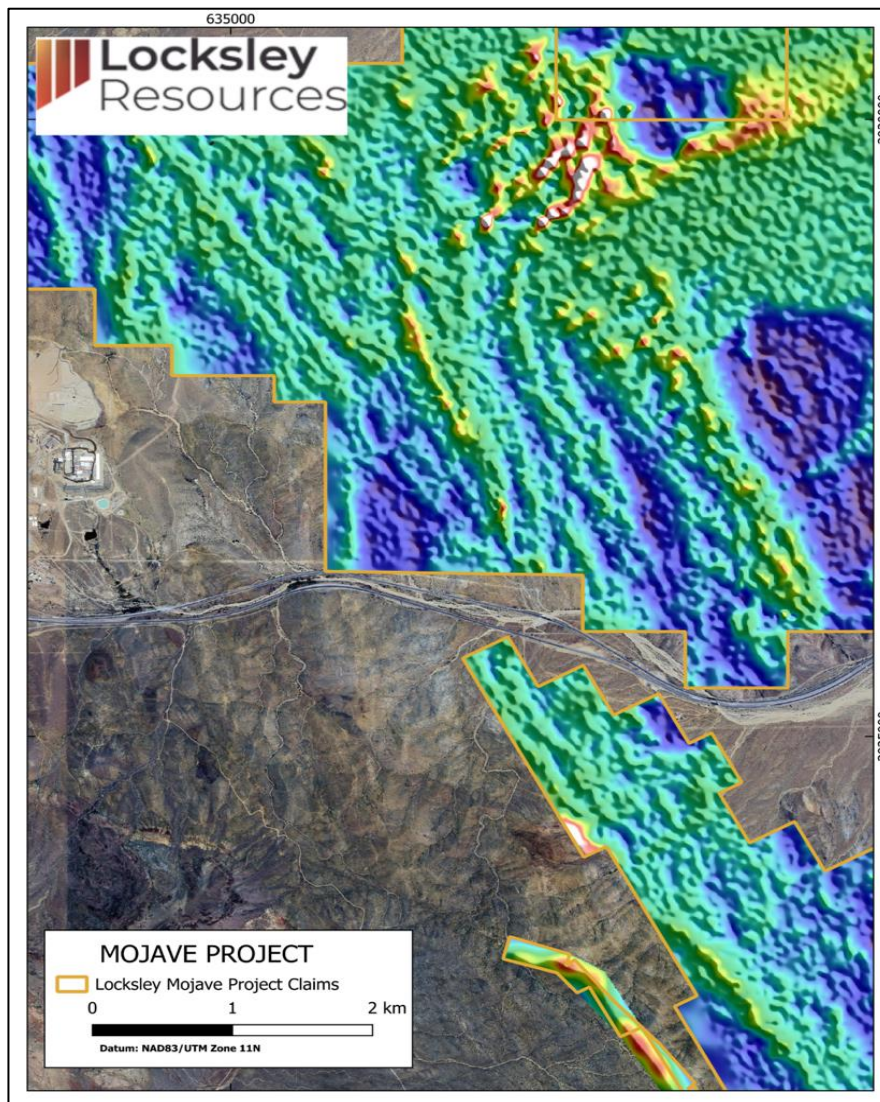 635000
Locksley
Resources
MOJAVE PROJECT
Locksley Mojave Project Claims
0 1 2 km
Datum: NAD83/UTM Zone 11N